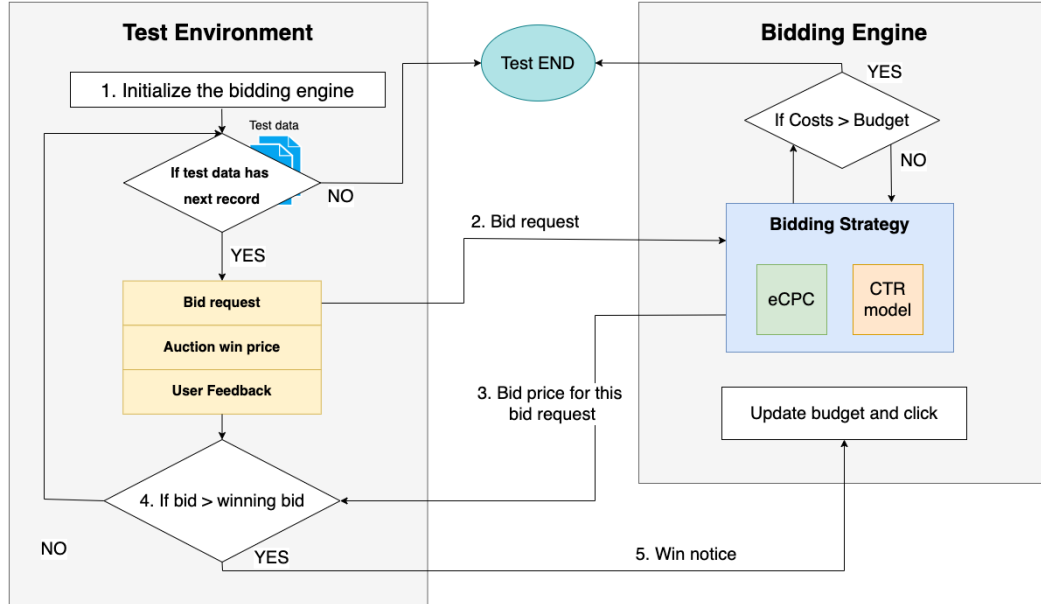 Test Environment
1. Initialize the bidding engine
Test data
If test data has
next record
NO
YES
Bid request
Auction win price
User Feedback
4. If bid > winning bid
NO
YES
Test END
2. Bid request
3. Bid price for this
bid request
5. Win notice
Bidding Engine
YES
If Costs > Budget
NO
Bidding Strategy
eCPC
CTR
model
Update budget and click